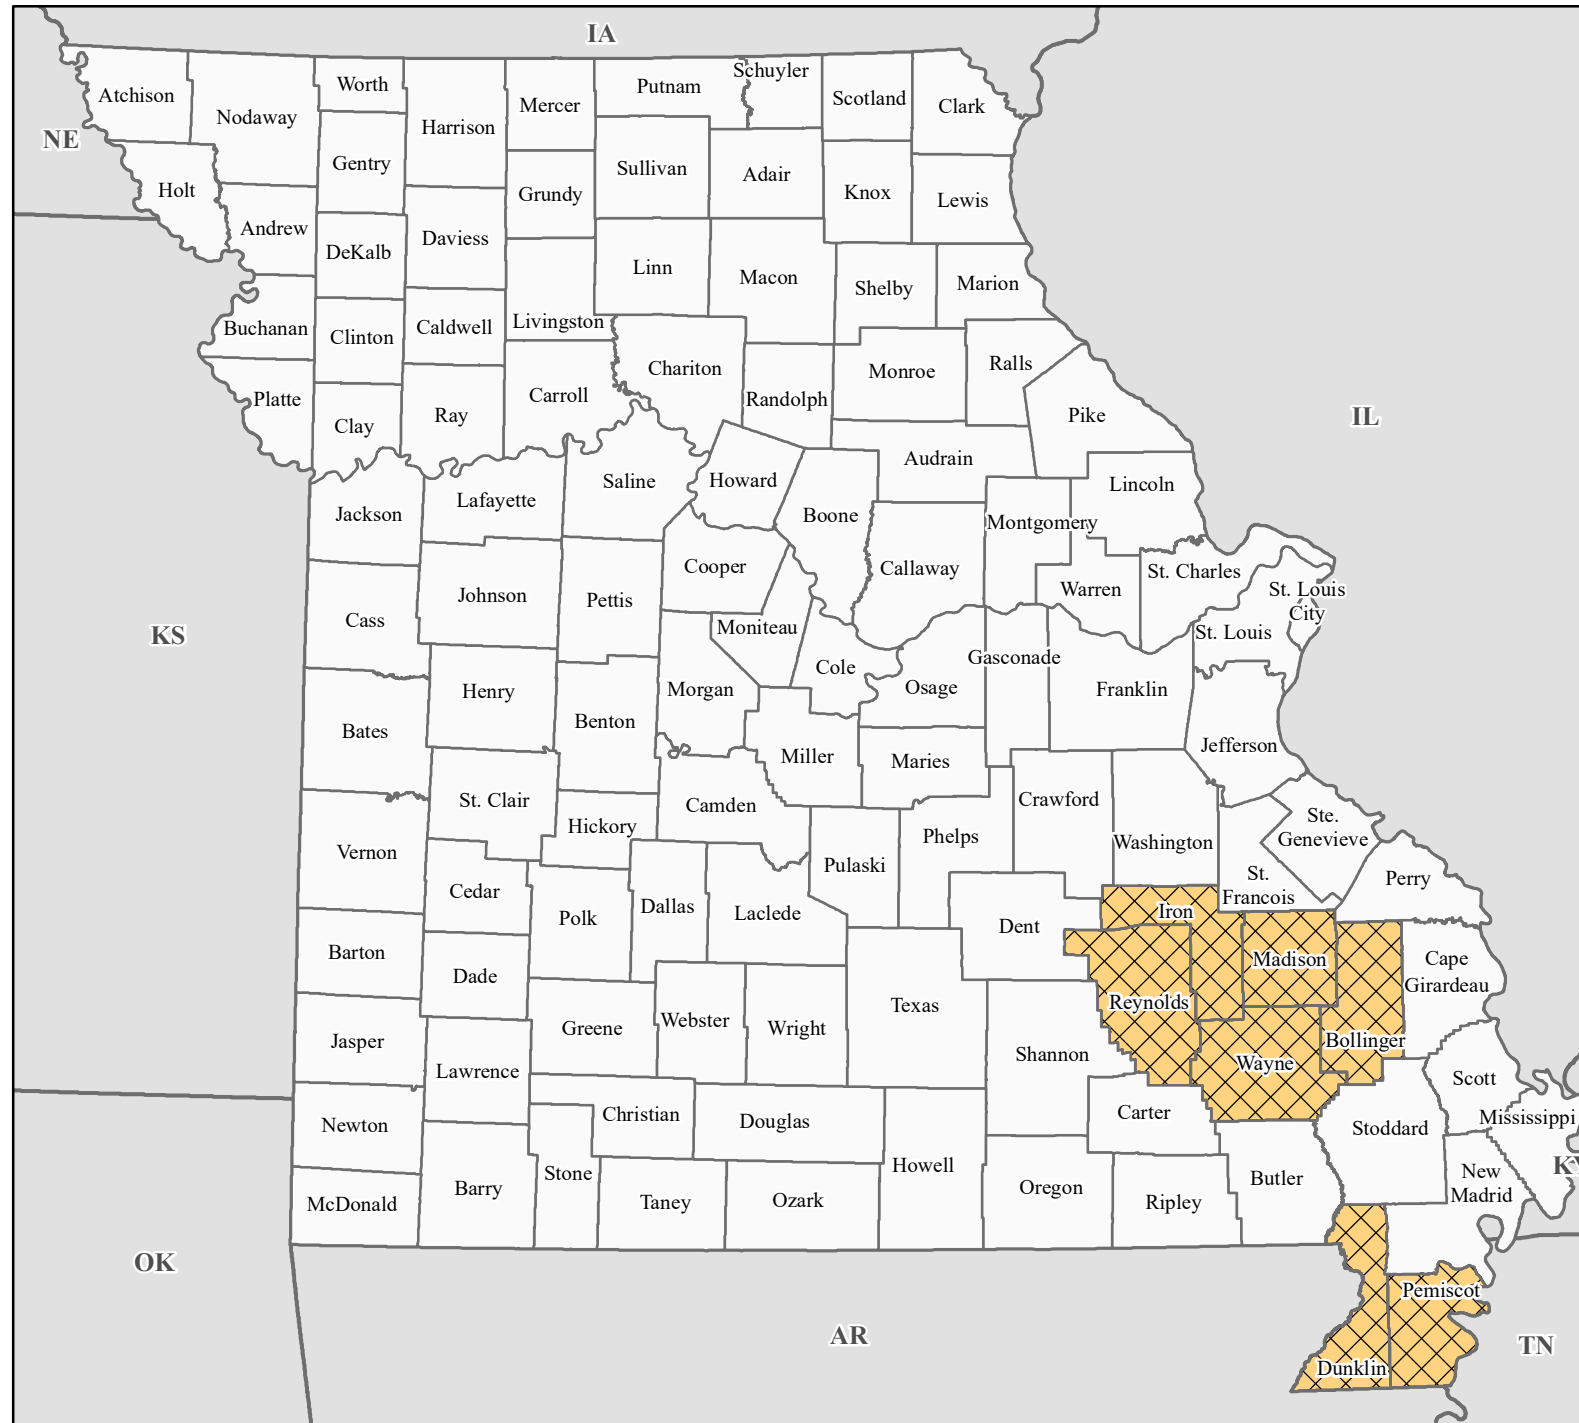 IA
Schuyler
Worth
Putnam
Atchison
Mercer
Scotland
Clark
Nodaway
Harrison
NE
Gentry
Sullivan
Adair
Holt
Grundy
Knox
Lewis
Andrew
Daviess
DeKalb
Linn
Macon
Shelby
Marion
Buchanan
Clinton
Caldwell
Livingston
Chariton
Monroe
Ralls
Platte
Carroll
Randolph
Clay
Ray
Pike
IL
Audrain
Saline
Howard
Lincoln
Lafayette
Jackson
Boone
Montgomery
Cooper
Callaway
St. Charles
Johnson
Pettis
Warren
St. Louis
City
Cass
KS
Moniteau
St. Louis
Cole
Gasconade
Henry
Morgan
Osage
Franklin
Bates
Benton
Miller
Maries
Jefferson
St. Clair
Camden
Crawford
Hickory
Phelps
Washington
Ste.
Genevieve
Vernon
Pulaski
Cedar
St.
Francois
Perry
Polk
Dallas
Laclede
Iron
Dent
Barton
Dade
Madison
Cape
Girardeau
Texas
Reynolds
Greene
Webster
Wright
Jasper
Bollinger
Shannon
Wayne
Lawrence
Scott
Newton
Christian
Douglas
Carter
Stoddard
Mississippi
Howell
KY
Stone
New
Madrid
McDonald
Barry
Taney
Ozark
Oregon
Ripley
Butler
OK
Pemiscot
AR
TN
Dunklin